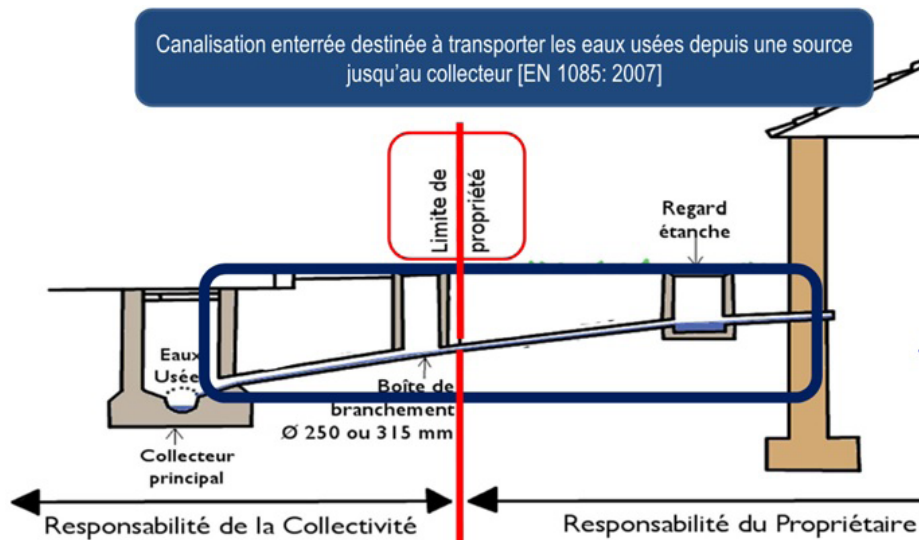 Canalisation enterrée destinée à transporter les eaux usées depuis une source
jusqu'au collecteur [EN 1085: 2007]
Limite de
propriété
Regard
étanche
Eaux
Usée
Boîte de
branchement
Ø 250 ou 315 mm
Collecteur
principal
Responsabilité de la Collectivité
Responsabilité du Propriétaire